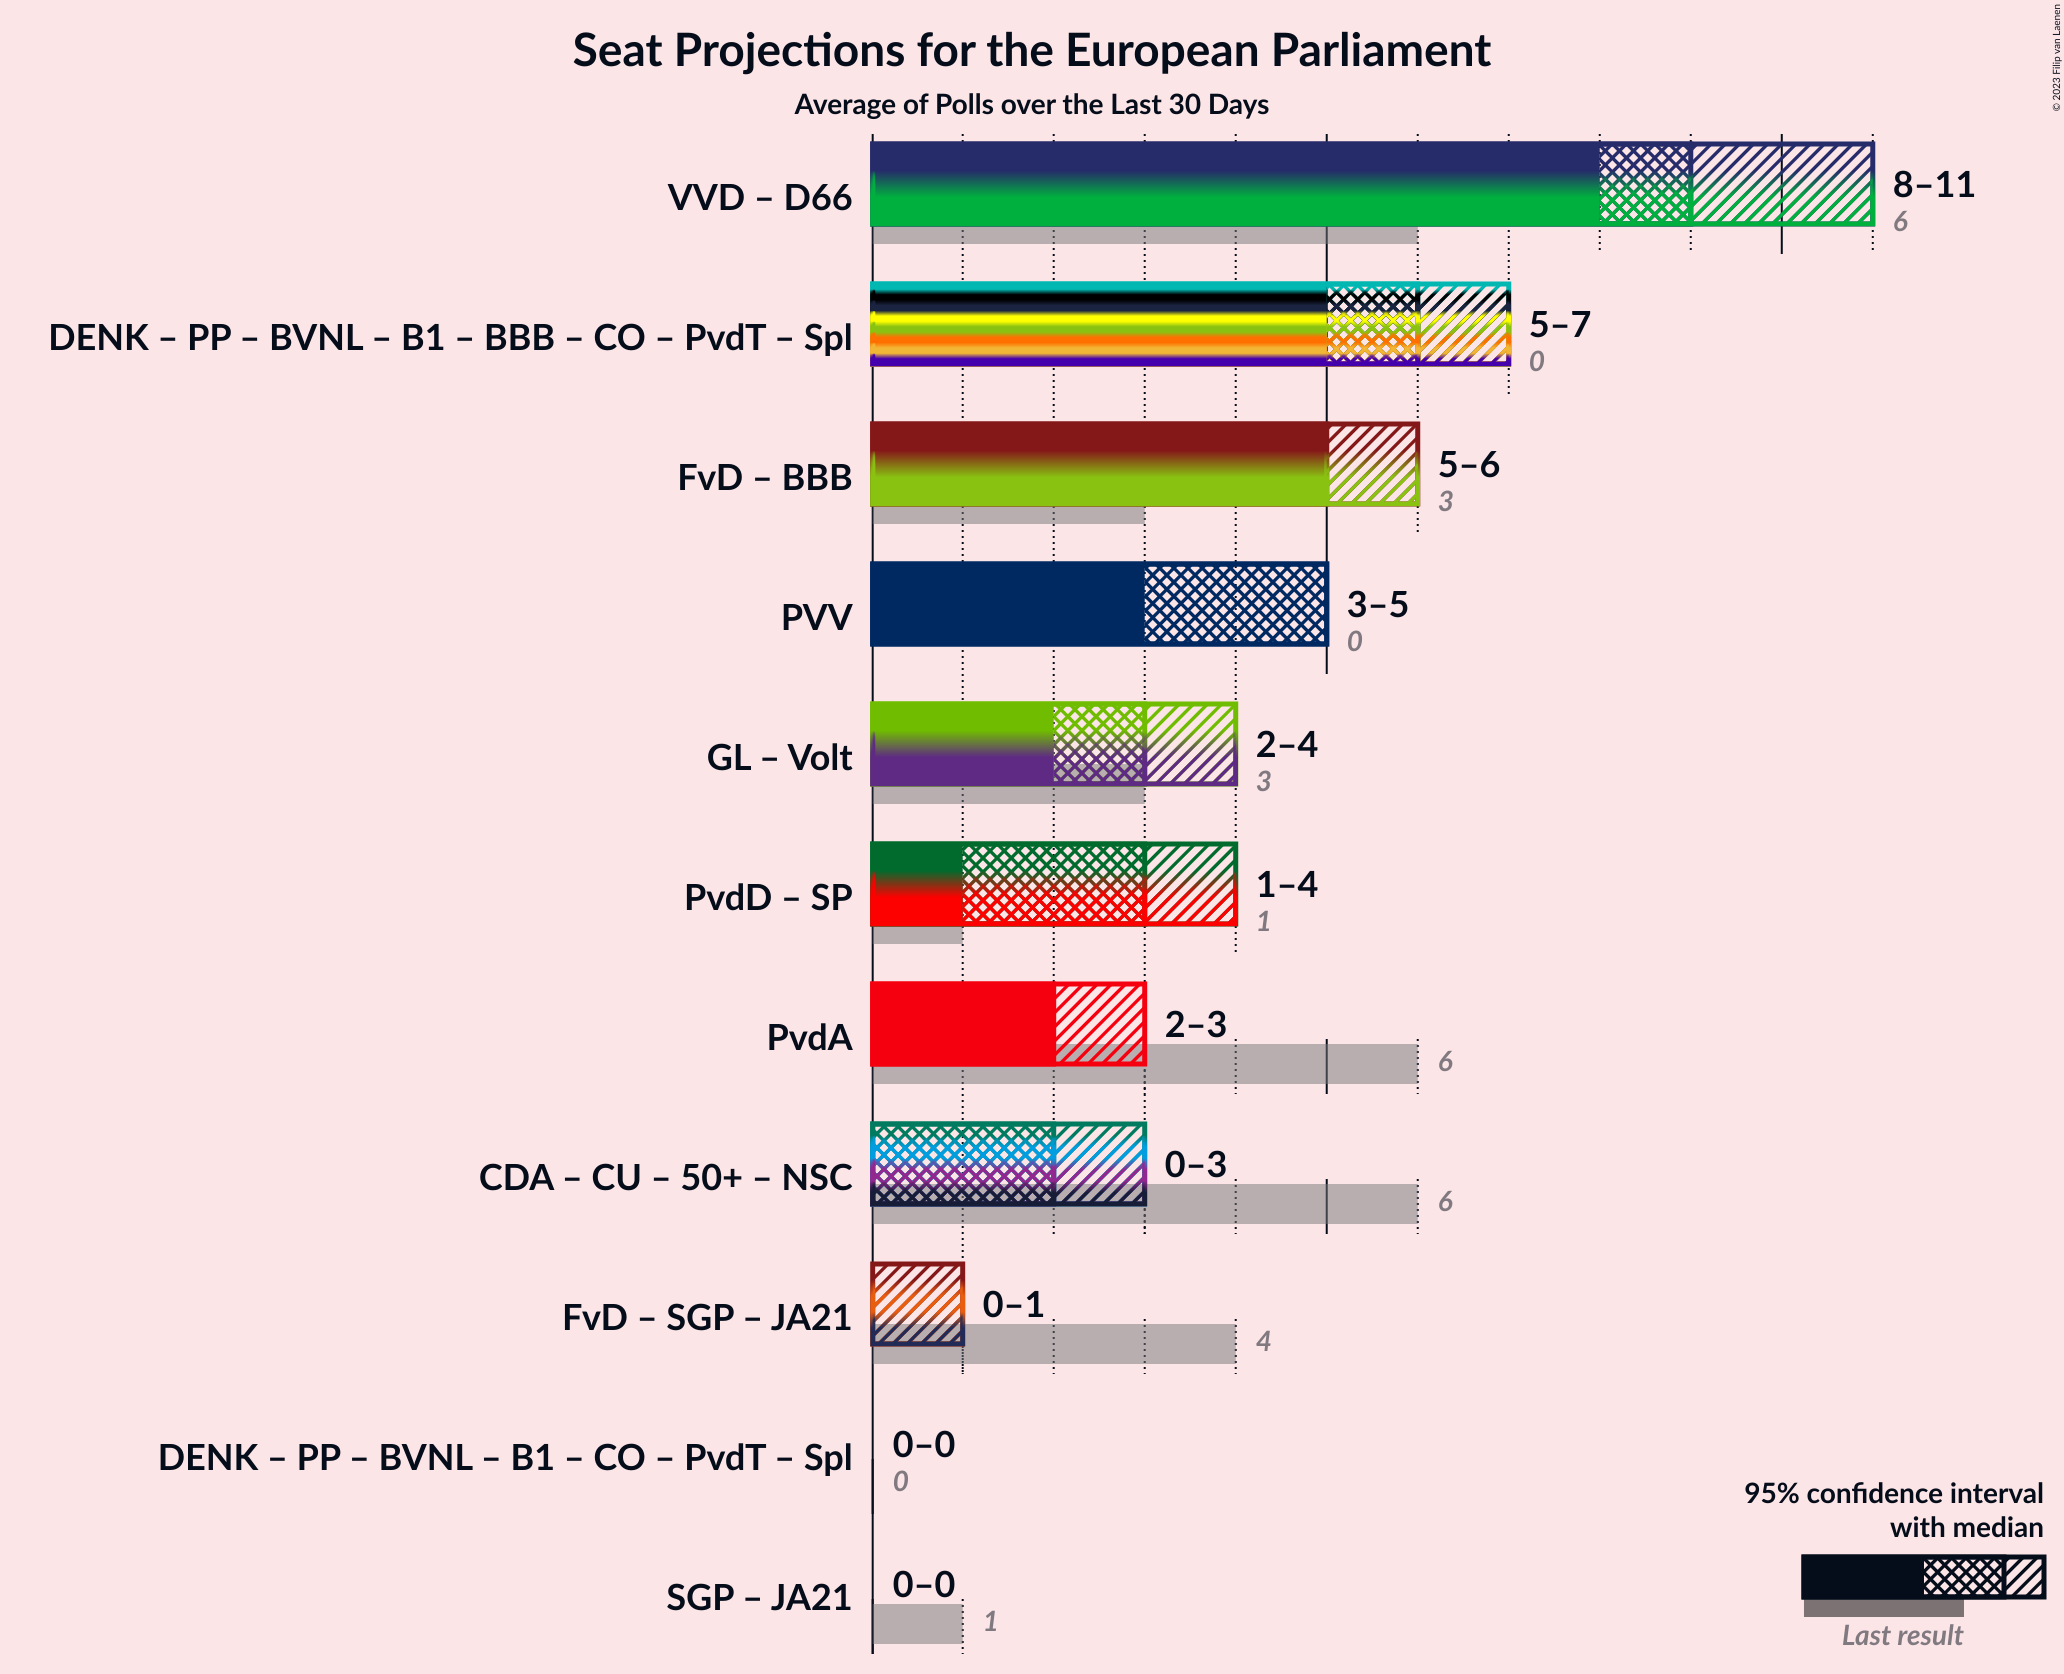 Seat Projections for the European Parliament
Average of Polls over the Last 30 Days
© 2023 Filip van Laenen
VVD – D66
8–11
6
DENK – PP – BVNL – B1 – BBB – CO – PvdT – Spl
5–7
0
FvD – BBB
5–6
3
PVV
3–5
0
GL – Volt
2–4
3
PvdD – SP
1–4
1
PvdA
2–3
6
CDA – CU – 50+ – NSC
0–3
6
FvD – SGP – JA21
0–1
4
DENK – PP – BVNL – B1 – CO – PvdT – Spl
0–0
0
SGP – JA21
0–0
1
95% confidence interval
with median
Last result